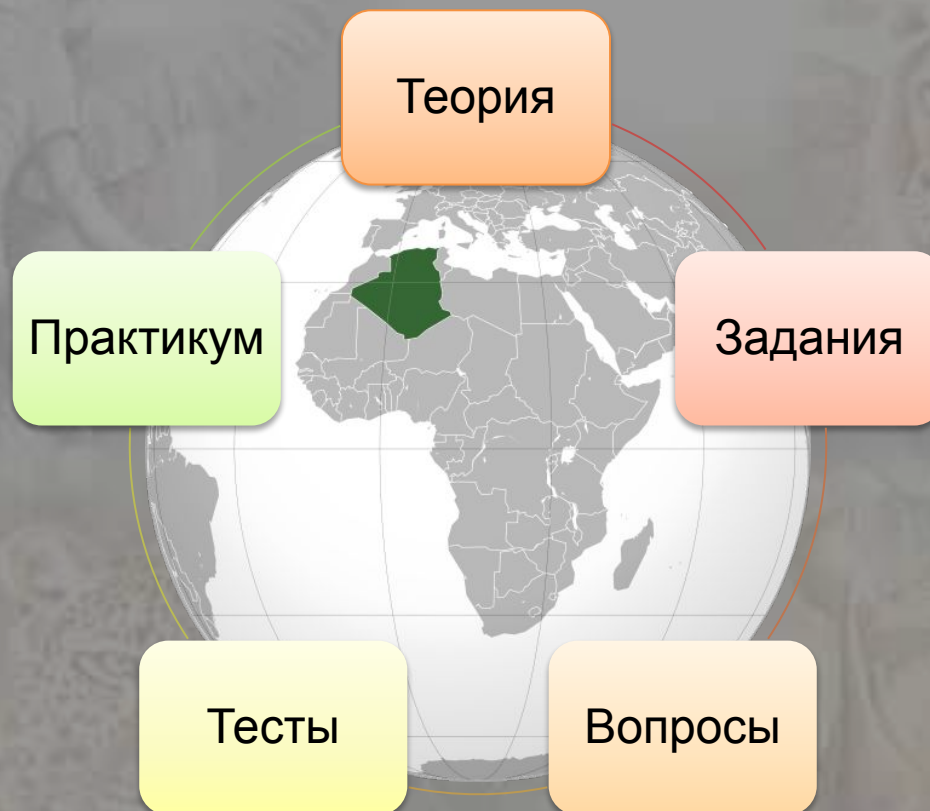 Теория
Практикум
Задания
Тесты
Вопросы